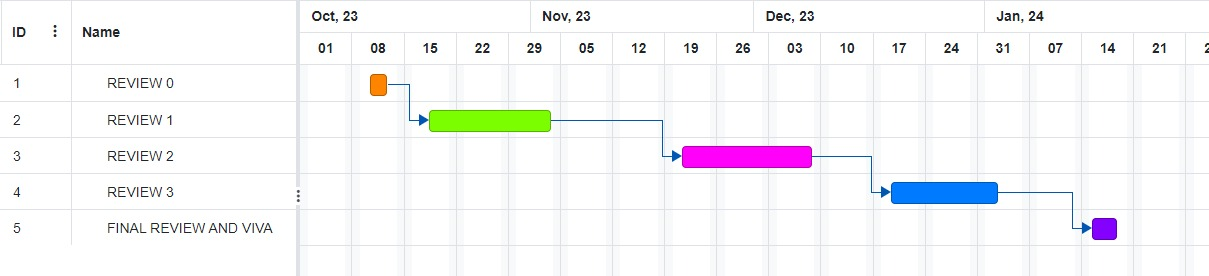 ID Name Oct, 23 Nov, 23 Dec, 23 Jan, 24
01 08 15 22 29 05 12 19 26 03 10 17 24 31 07 14 21
1 REVIEW 0
2 REVIEW 1
3 REVIEW 2
4 REVIEW 3
5 FINAL REVIEW AND VIVA